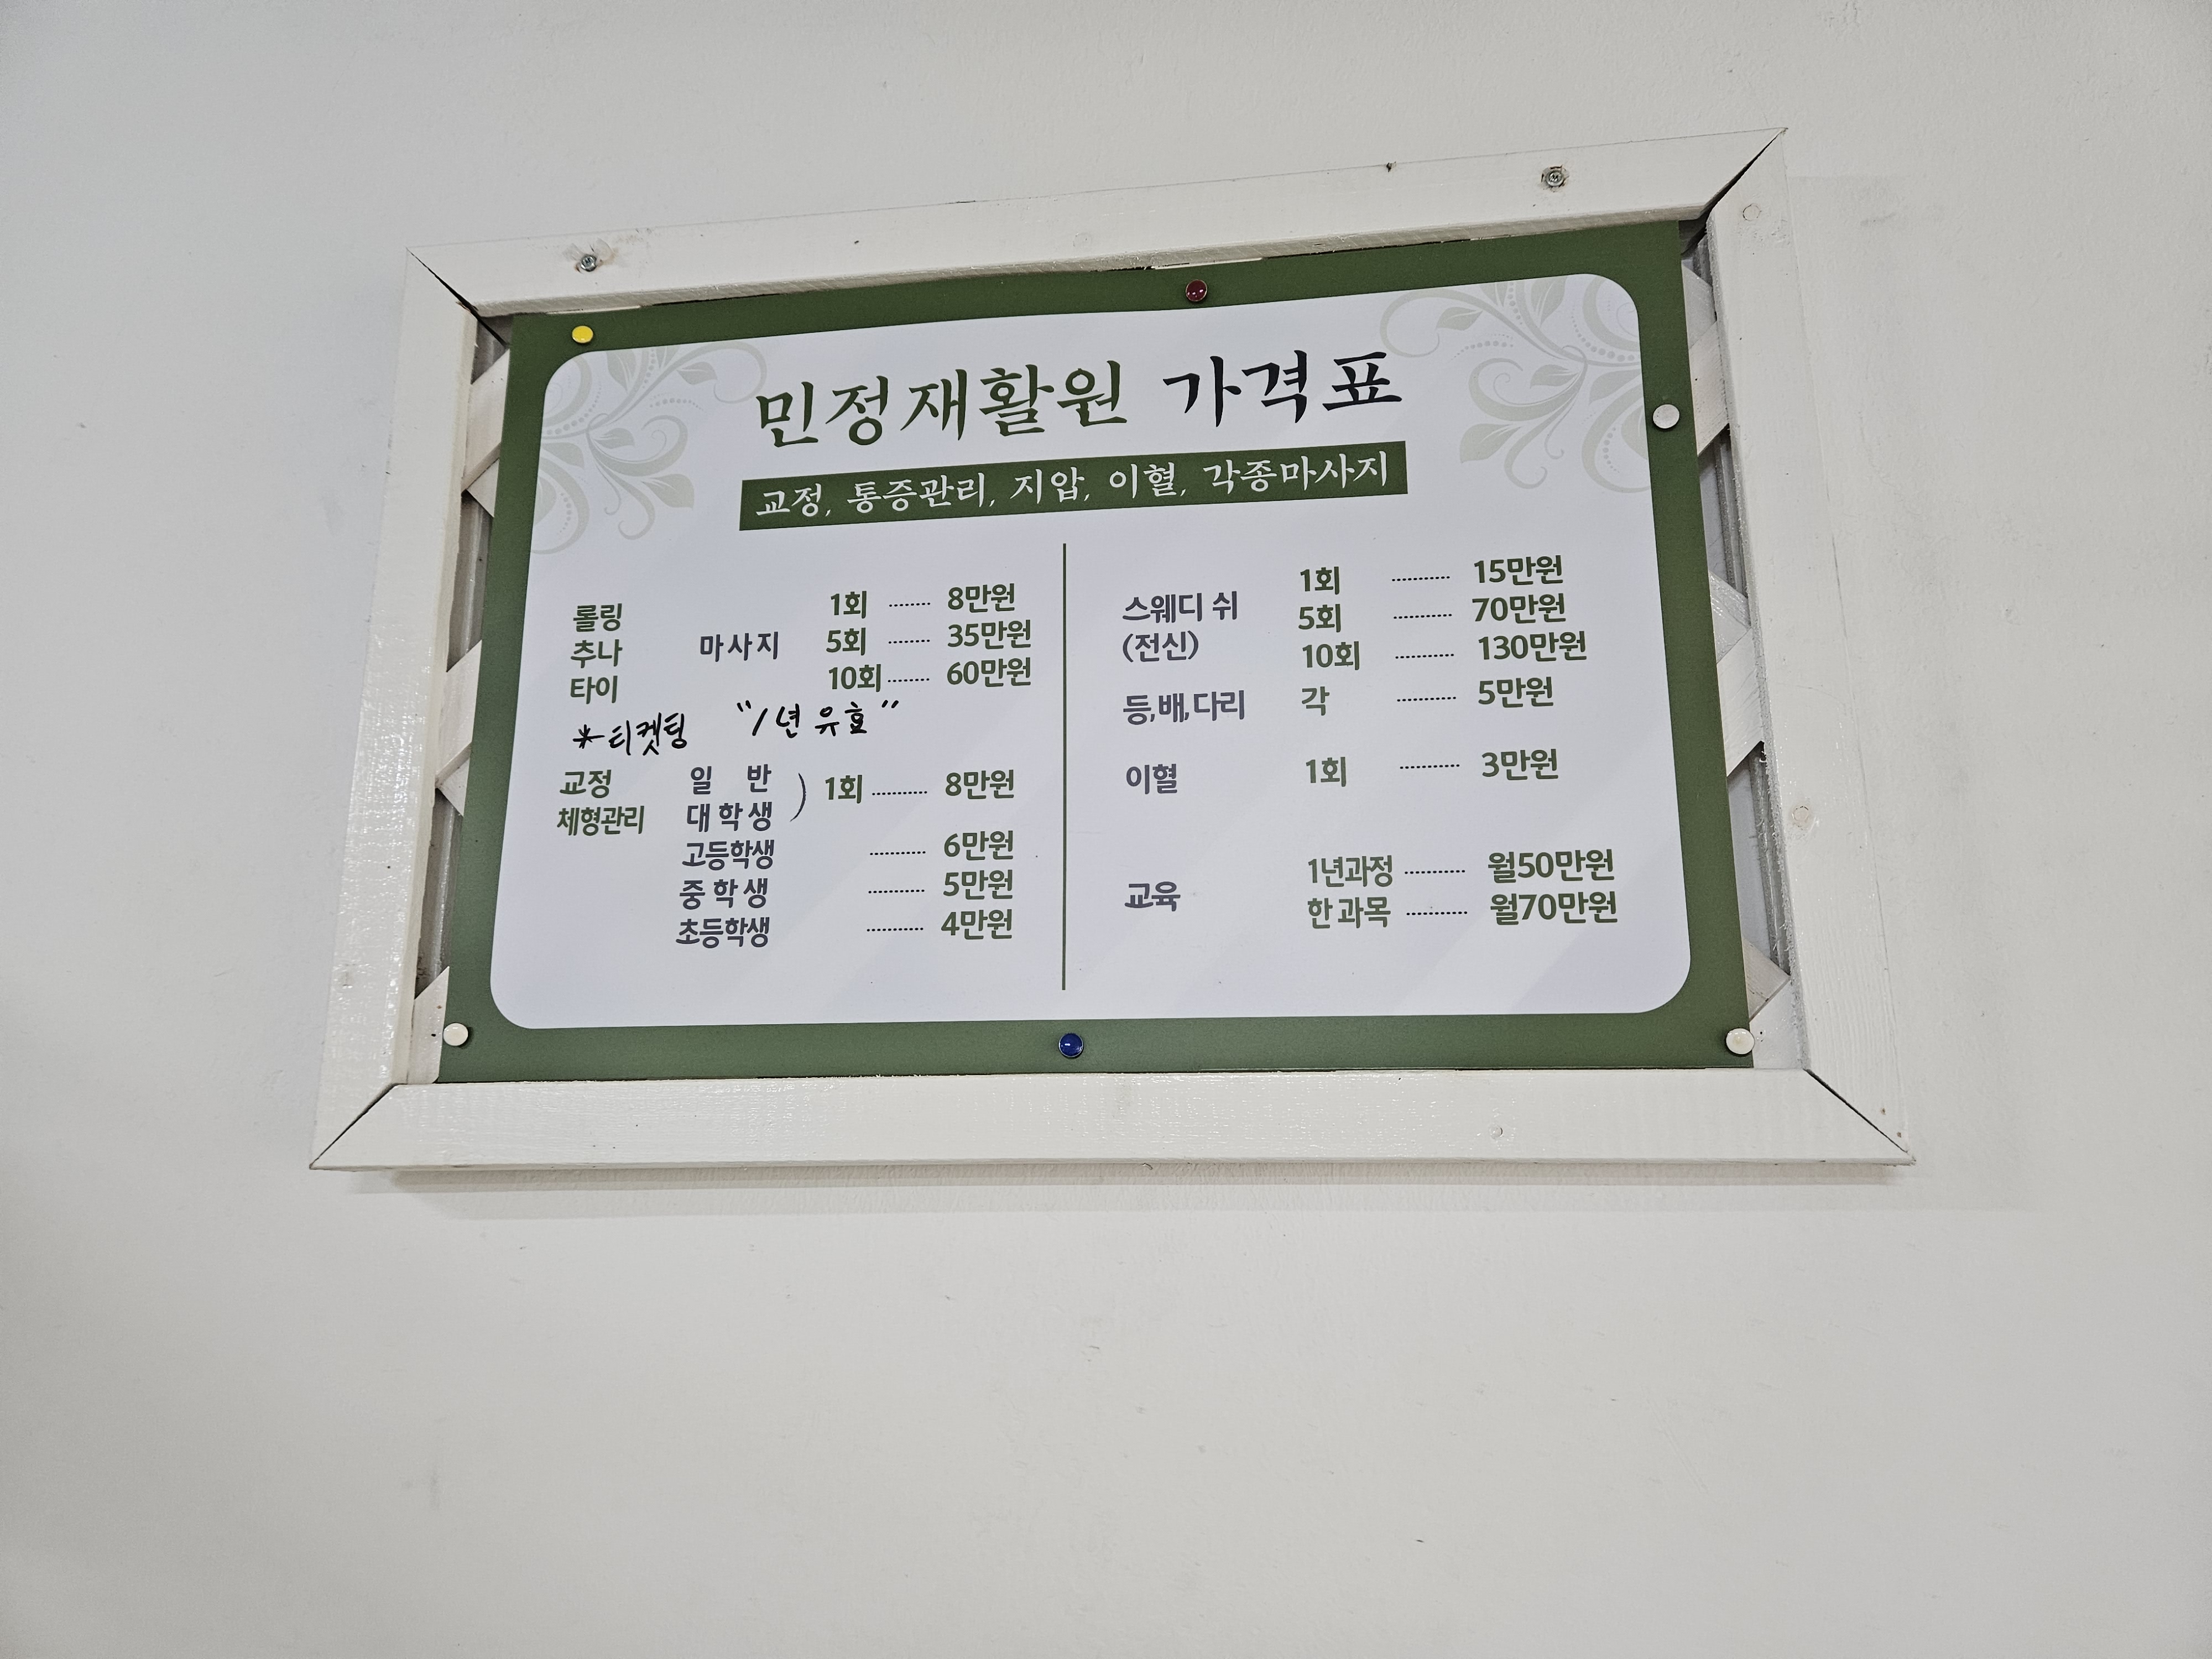 민정재활원 가격표
교정, 통증관리, 지압, 이혈, 각종마사지
롤링
추나
타이
마사지
1회 ········ 8만원
5회 ········ 35만원
10회 ········ 60만원
*티켓팅 "1년 유효"
교정
체형관리
일 반
대학생
) 1회 ·········· 8만원
고등학생 ·········· 6만원
중학생 ·········· 5만원
초등학생 ·········· 4만원
스웨디 쉬
(전신)
1회 ·········· 15만원
5회 ·········· 70만원
10회 ·········· 130만원
등,배,다리 각 ·········· 5만원
이혈 1회 ·········· 3만원
교육
1년과정 ·········· 월50만원
한과목 ·········· 월70만원